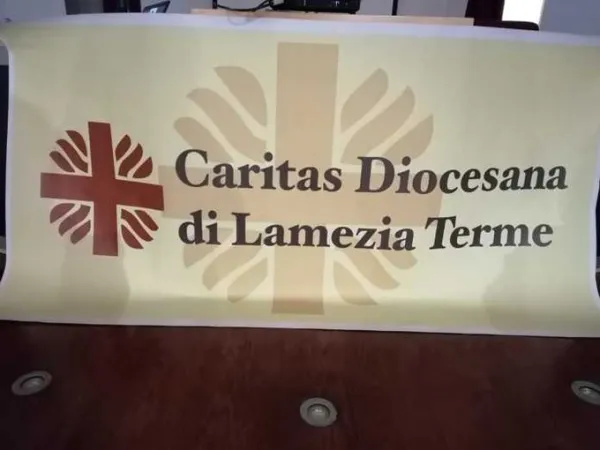 Caritas Diocesana
di Lamezia Terme